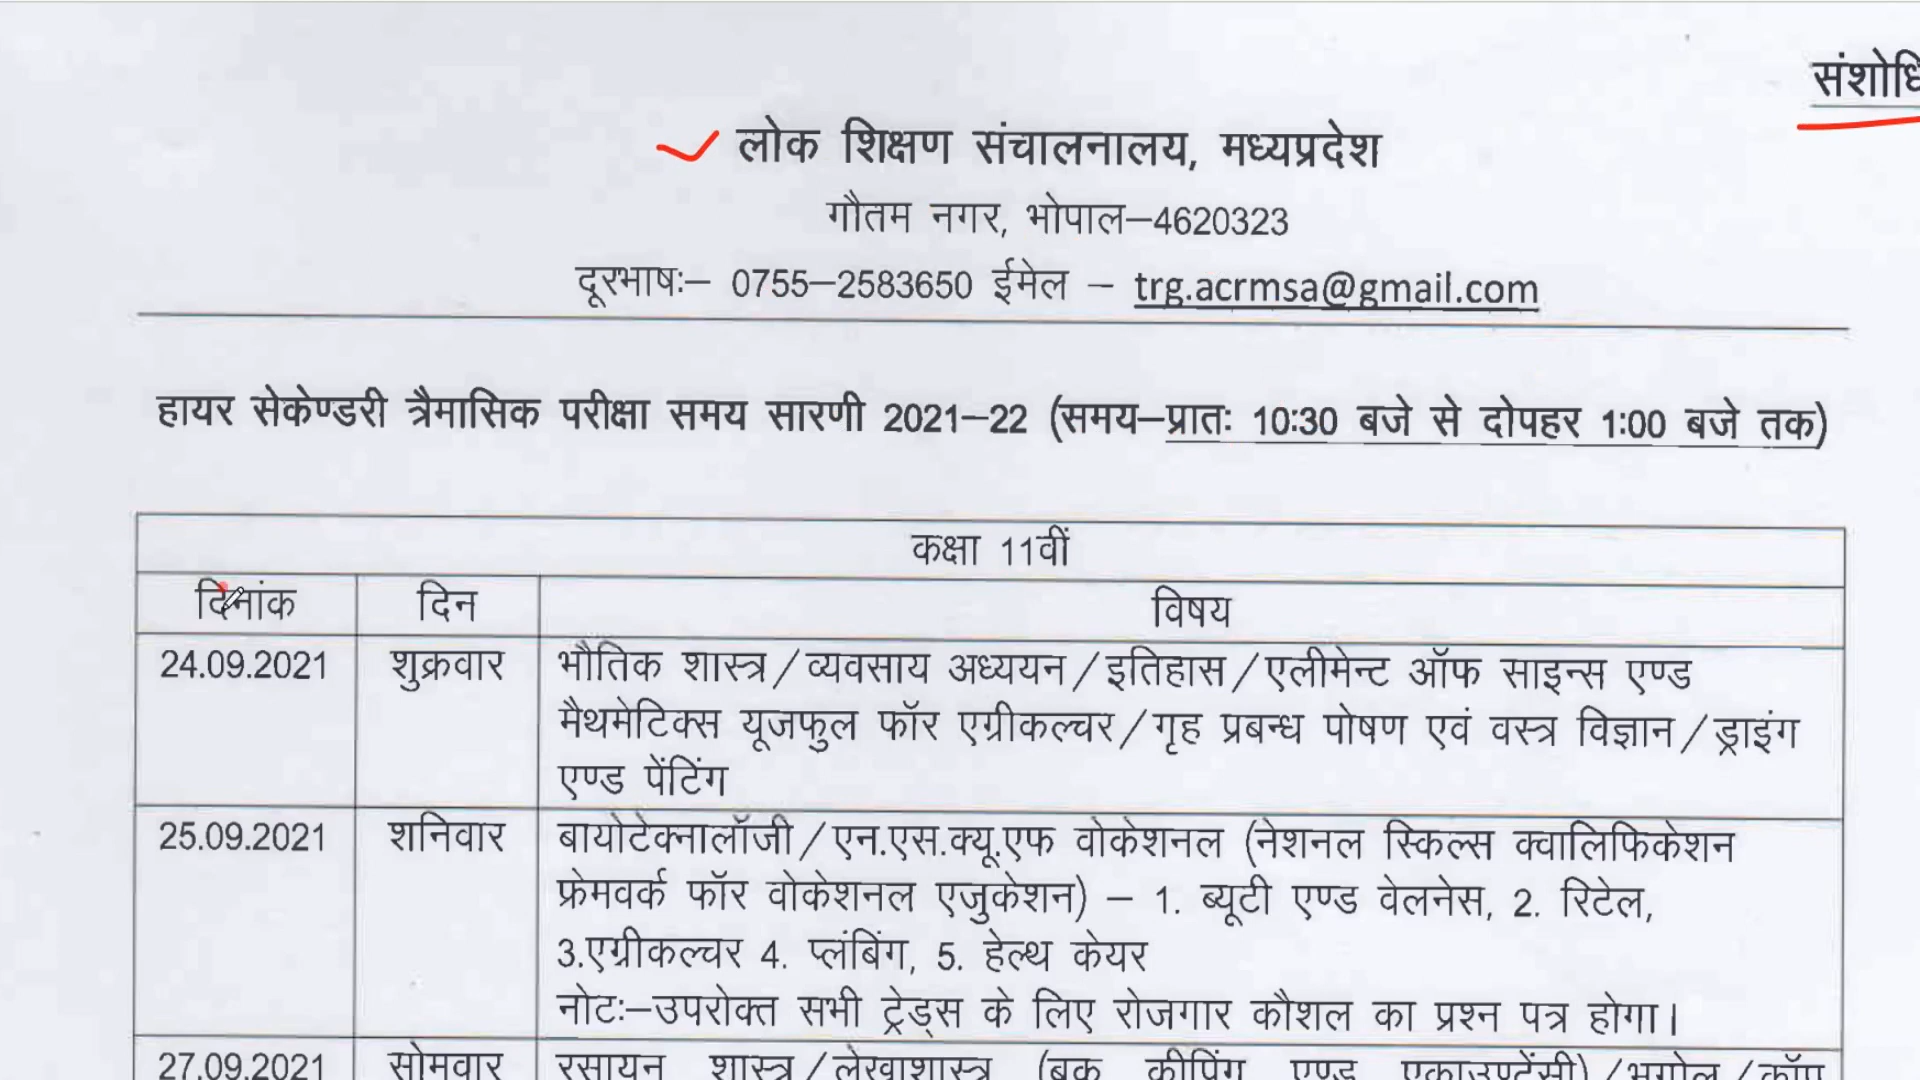 लोक शिक्षण संचालनालय, मध्यप्रदेश
गौतम नगर, भोपाल–4620323
दूरभाषः– 0755–2583650 ईमेल – trg.acrmsa@gmail.com
हायर सेकेण्डरी त्रैमासिक परीक्षा समय सारणी 2021–22 (समय–प्रातः 10:30 बजे से दोपहर 1:00 बजे तक)
कक्षा 11वीं
दिनांक दिन विषय
24.09.2021 शुक्रवार भौतिक शास्त्र/व्यवसाय अध्ययन/इतिहास/एलीमेन्ट ऑफ साइन्स एण्ड
मैथमेटिक्स यूजफुल फॉर एग्रीकल्चर/गृह प्रबन्ध पोषण एवं वस्त्र विज्ञान/ड्राइंग
एण्ड पेंटिंग
25.09.2021 शनिवार बायोटेक्नालॉजी/एन.एस.क्यू.एफ वोकेशनल (नेशनल स्किल्स क्वालिफिकेशन
फ्रेमवर्क फॉर वोकेशनल एजुकेशन) – 1. ब्यूटी एण्ड वेलनेस, 2. रिटेल,
3.एग्रीकल्चर 4. प्लंबिंग, 5. हेल्थ केयर
नोटः–उपरोक्त सभी ट्रेड्स के लिए रोजगार कौशल का प्रश्न पत्र होगा।
27.09.2021 सोमवार रसायन शास्त्र/लेखाशास्त्र (बुक कीपिंग एण्ड एकाउण्टेंसी)/भूगोल/